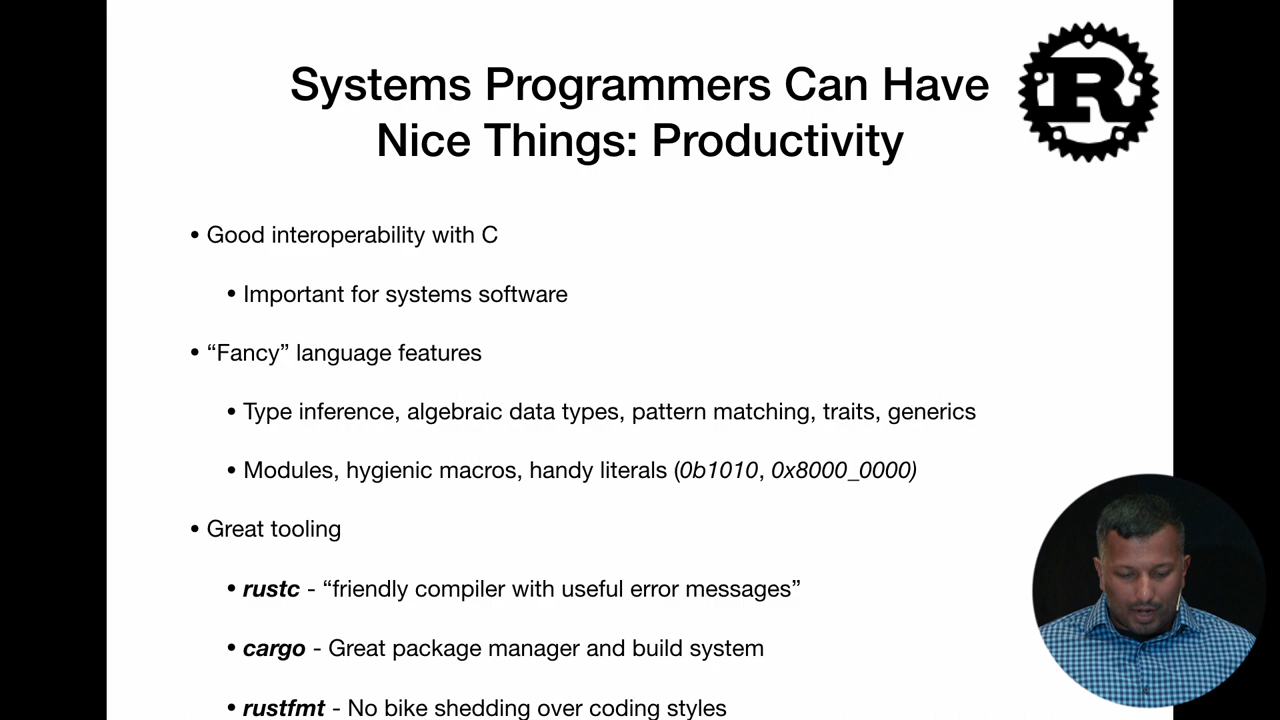 Systems Programmers Can Have
Nice Things: Productivity
R
• Good interoperability with C
• Important for systems software
• “Fancy” language features
• Type inference, algebraic data types, pattern matching, traits, generics
• Modules, hygienic macros, handy literals (0b1010, 0x8000_0000)
• Great tooling
• rustc - “friendly compiler with useful error messages”
• cargo - Great package manager and build system
• rustfmt - No bike shedding over coding styles